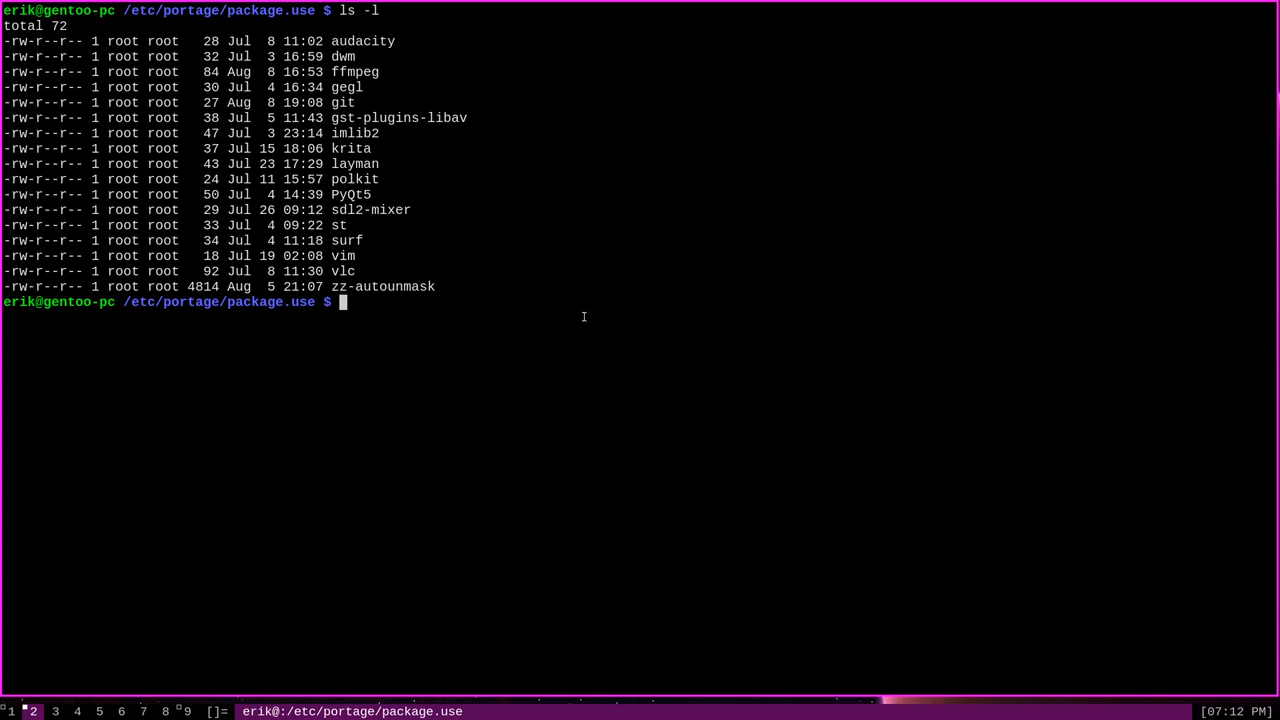 erik@gentoo-pc /etc/portage/package.use $ ls -l
total 72
-rw-r--r-- 1 root root   28 Jul  8 11:02 audacity
-rw-r--r-- 1 root root   32 Jul  3 16:59 dwm
-rw-r--r-- 1 root root   84 Aug  8 16:53 ffmpeg
-rw-r--r-- 1 root root   30 Jul  4 16:34 gegl
-rw-r--r-- 1 root root   27 Aug  8 19:08 git
-rw-r--r-- 1 root root   38 Jul  5 11:43 gst-plugins-libav
-rw-r--r-- 1 root root   47 Jul  3 23:14 imlib2
-rw-r--r-- 1 root root   37 Jul 15 18:06 krita
-rw-r--r-- 1 root root   43 Jul 23 17:29 layman
-rw-r--r-- 1 root root   24 Jul 11 15:57 polkit
-rw-r--r-- 1 root root   50 Jul  4 14:39 PyQt5
-rw-r--r-- 1 root root   29 Jul 26 09:12 sdl2-mixer
-rw-r--r-- 1 root root   33 Jul  4 09:22 st
-rw-r--r-- 1 root root   34 Jul  4 11:18 surf
-rw-r--r-- 1 root root   18 Jul 19 02:08 vim
-rw-r--r-- 1 root root   92 Jul  8 11:30 vlc
-rw-r--r-- 1 root root 4814 Aug  5 21:07 zz-autounmask
erik@gentoo-pc /etc/portage/package.use $
1 2 3 4 5 6 7 8 9 []= erik@:/etc/portage/package.use [07:12 PM]